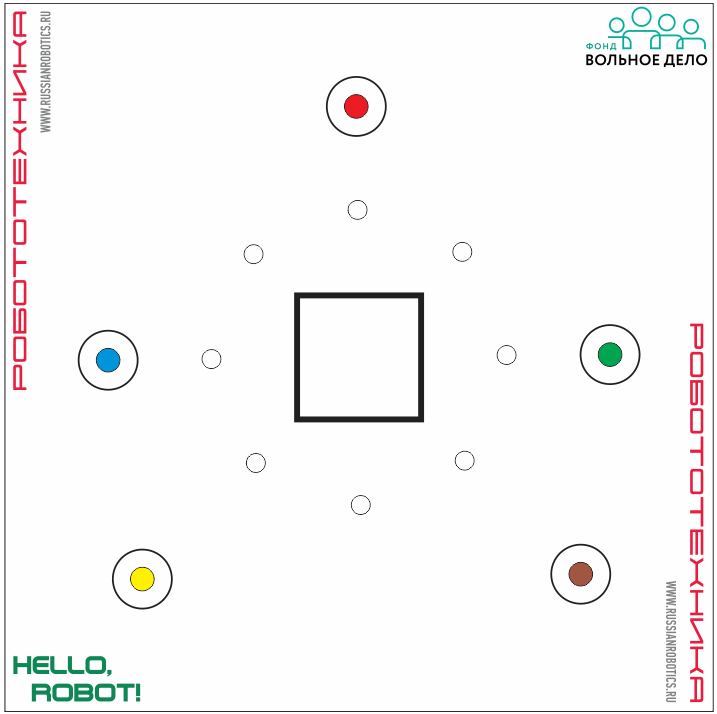 РОБОТОТЕХНИКА
WWW.RUSSIANROBOTICS.RU
ФОНД
ВОЛЬНОЕ ДЕЛО
РОБОТОТЕХНИКА
WWW.RUSSIANROBOTICS.RU
HELLO,
ROBOT!